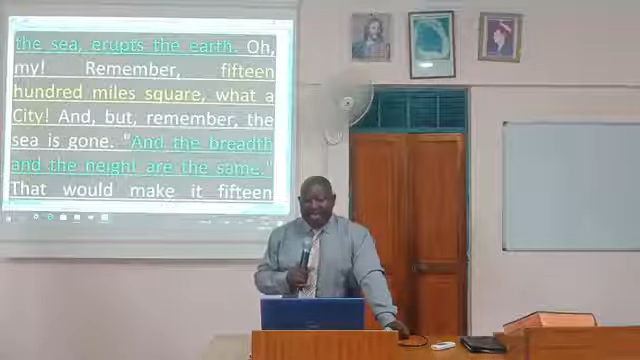 the sea, erupts the earth. Oh,
my! Remember, fifteen
hundred miles square, what a
City! And, but, remember, the
sea is gone. "And the breadth
and the height are the same."
That would make it fifteen